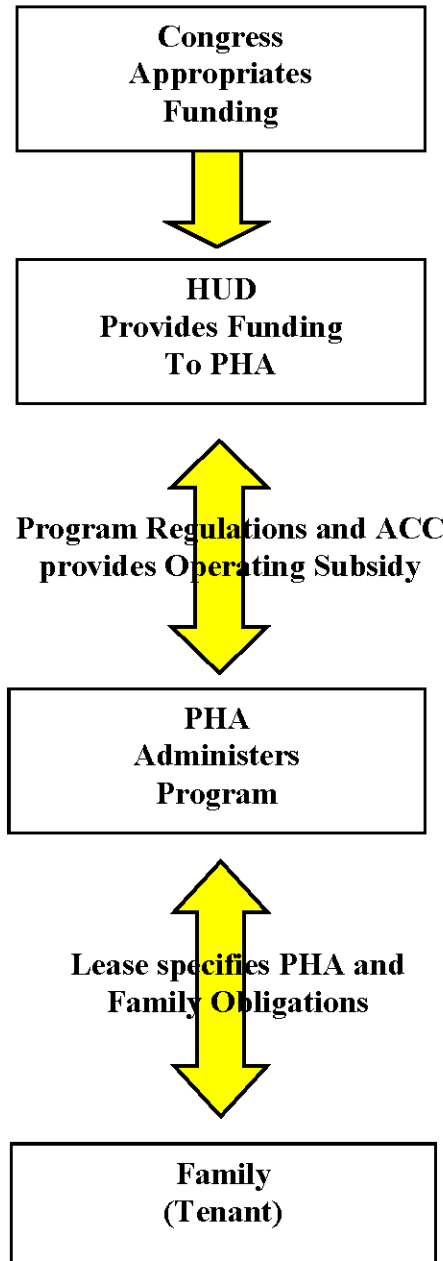 Congress
Appropriates
Funding
HUD
Provides Funding
To PHA
Program Regulations and ACC
provides Operating Subsidy
PHA
Administers
Program
Lease specifies PHA and
Family Obligations
Family
(Tenant)